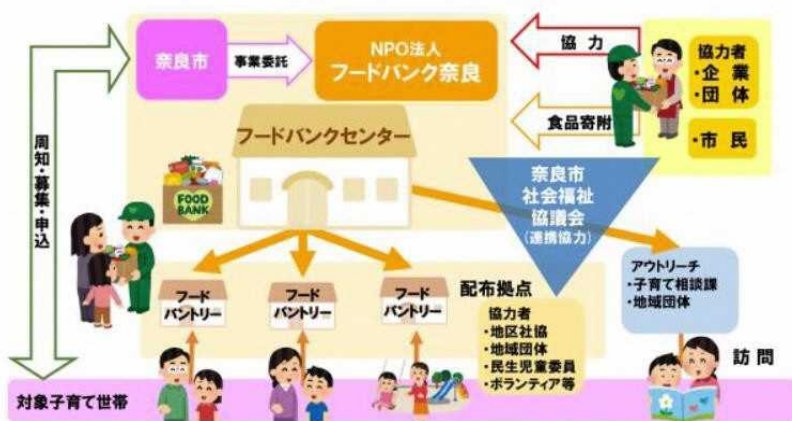 奈良市
事業委託
NPO法人
フードバンク奈良
協力
協力者
・企業
・団体
・市民
食品寄附
フードバンクセンター
FOOD
BANK
周知・募集・申込
奈良市
社会福祉
協議会
(連携協力)
アウトリーチ
・子育て相談課
・地域団体
訪問
フード
パントリー
フード
パントリー
フード
パントリー
配布拠点
協力者
・地区社協
・地域団体
・民生児童委員
・ボランティア等
対象子育て世帯